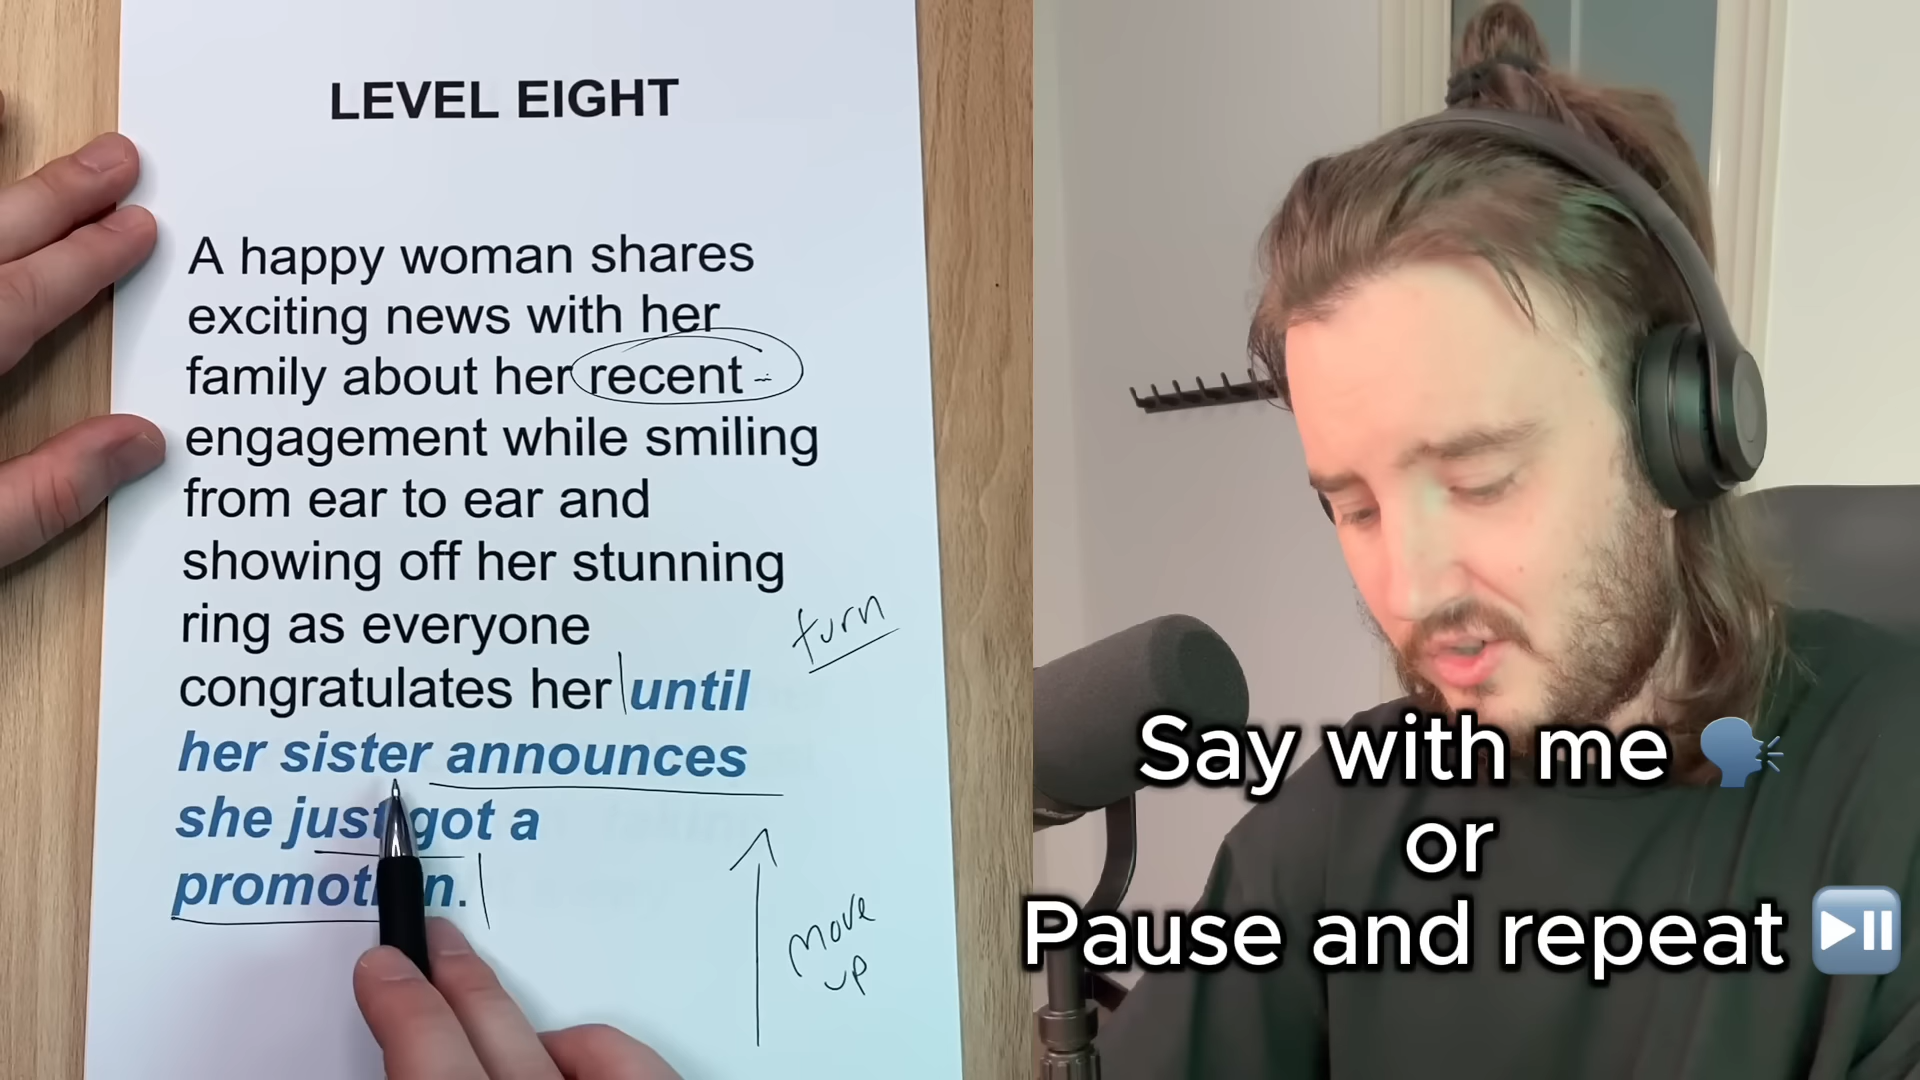 LEVEL EIGHT
A happy woman shares
exciting news with her
family about her recent
engagement while smiling
from ear to ear and
showing off her stunning
ring as everyone
turn
congratulates her until
her sister announces
she just got a
promotion.
move
up
Say with me
or
Pause and repeat